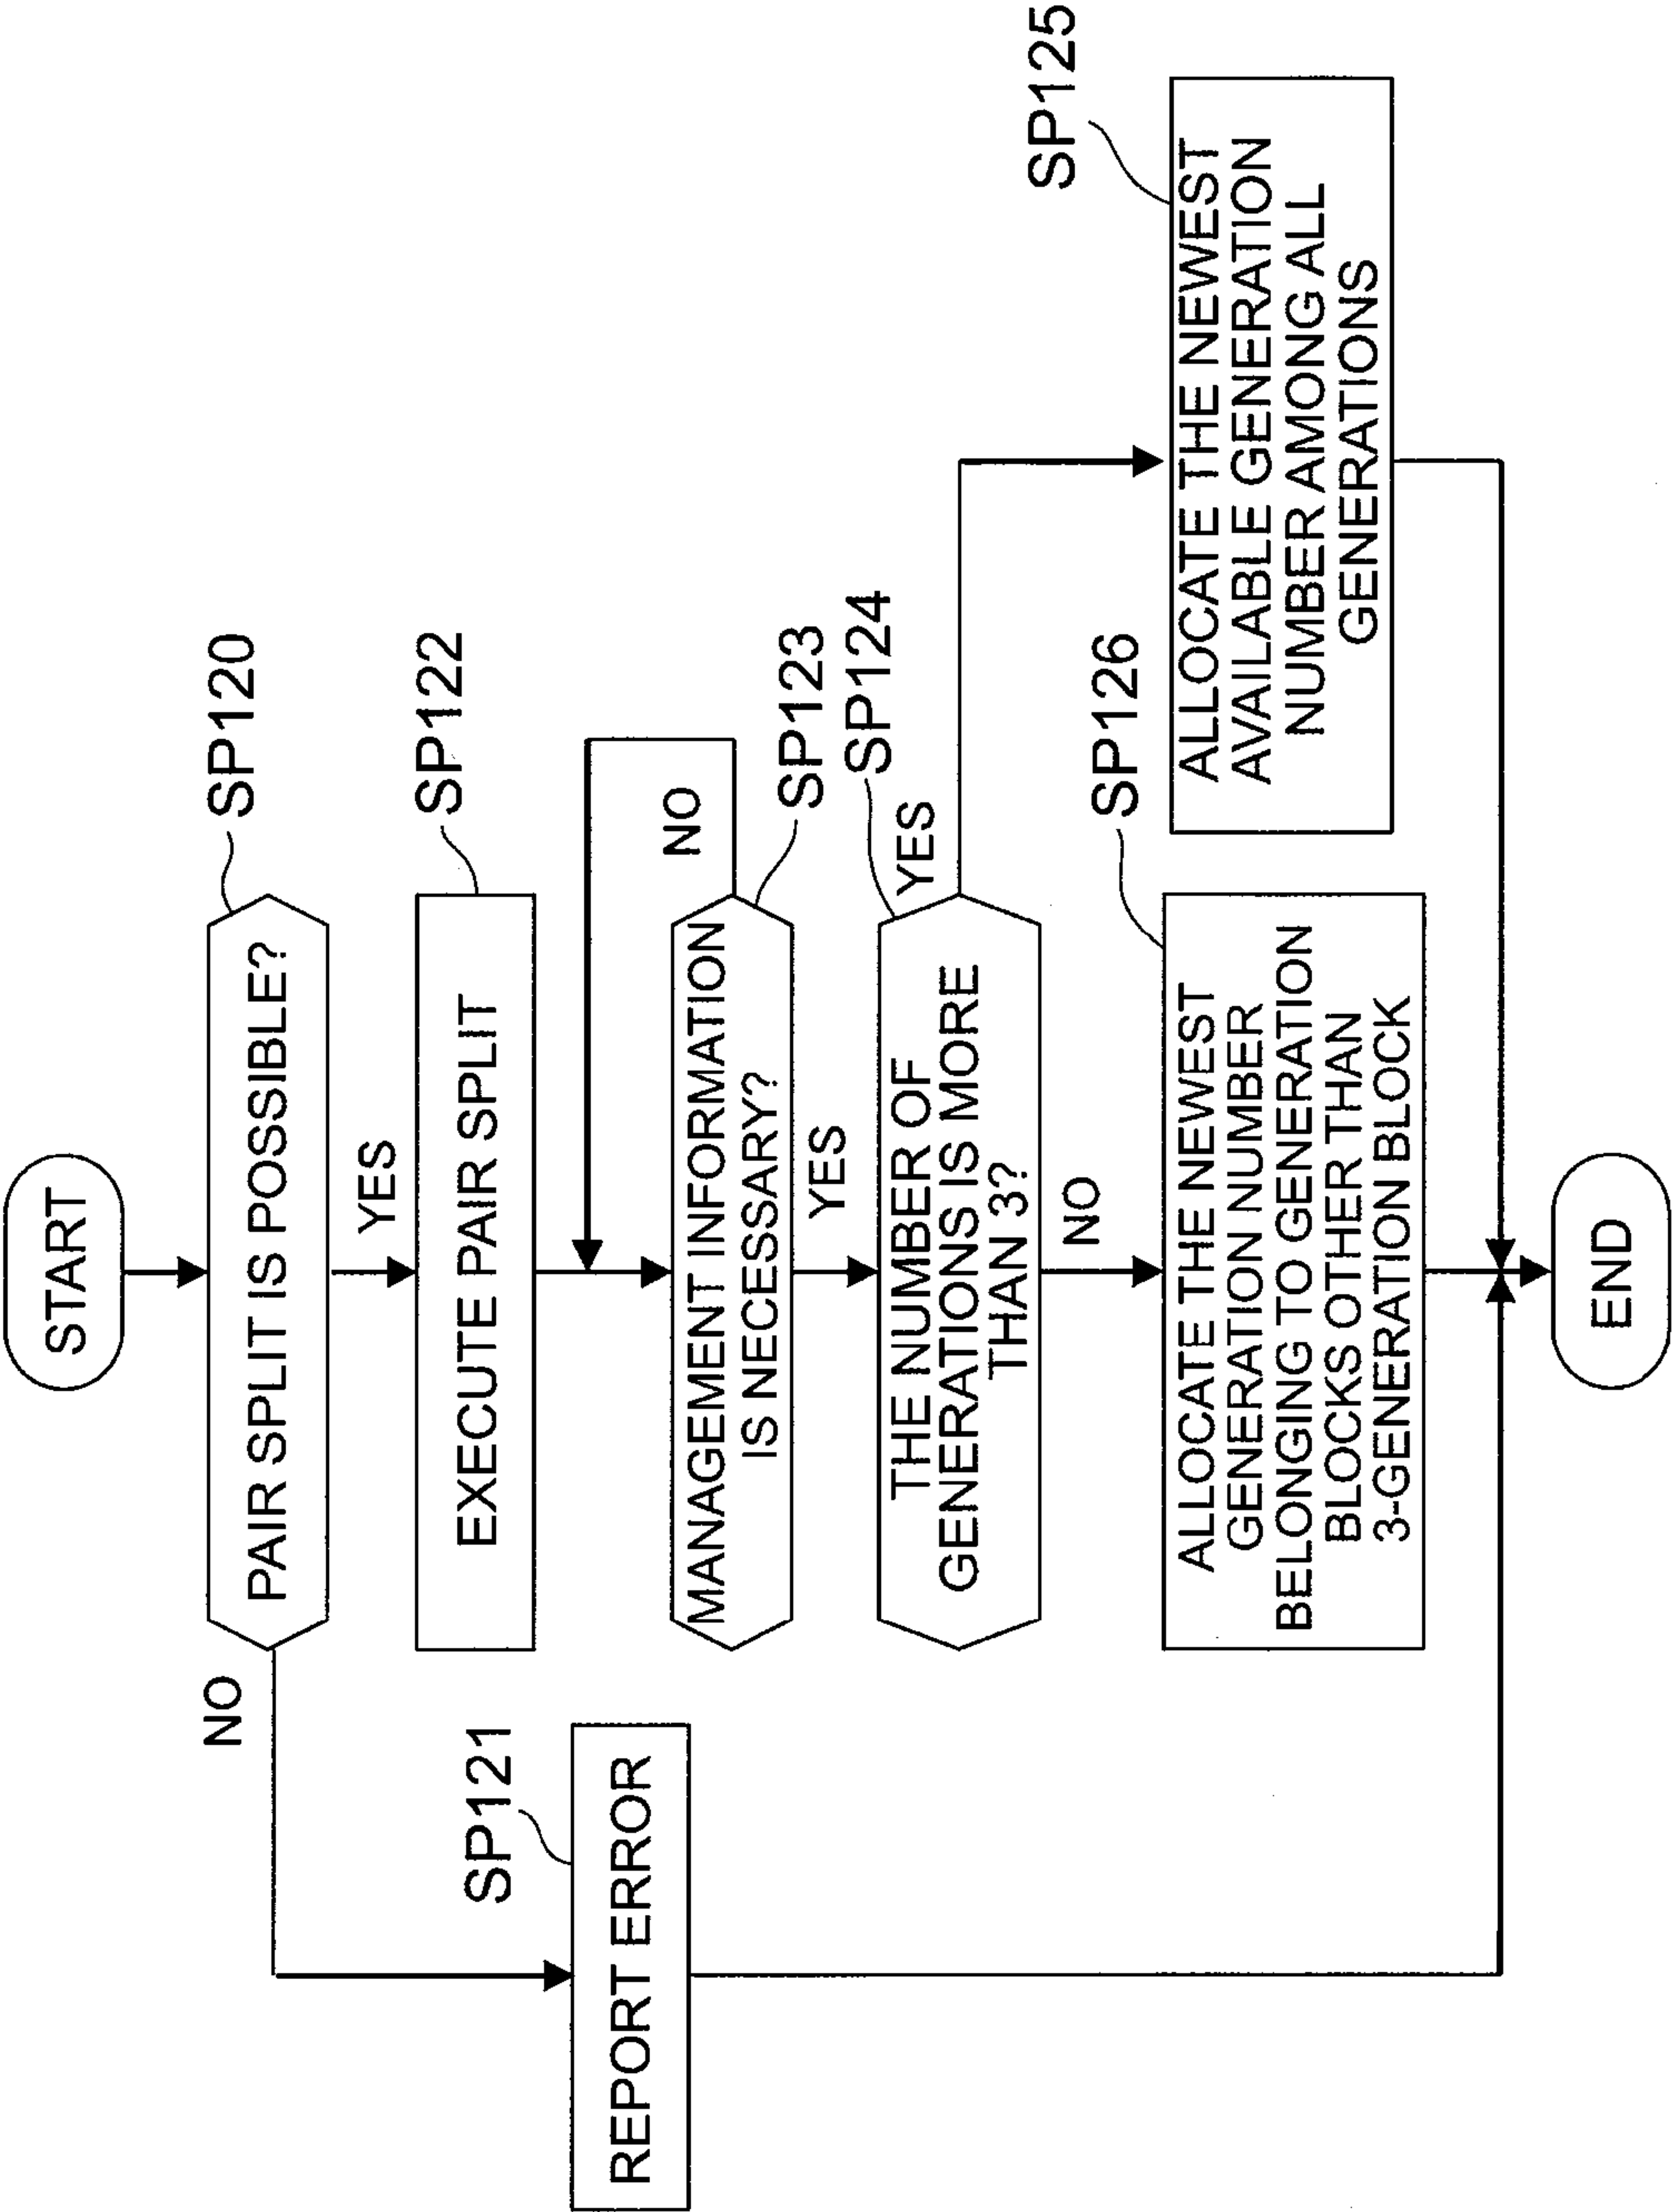 START
PAIR SPLIT IS POSSIBLE?
SP120
NO
YES
SP121
REPORT ERROR
EXECUTE PAIR SPLIT
SP122
MANAGEMENT INFORMATION
IS NECESSARY?
NO
SP123
YES
THE NUMBER OF
GENERATIONS IS MORE
THAN 3?
SP124
YES
NO
ALLOCATE THE NEWEST
GENERATION NUMBER
BELONGING TO GENERATION
BLOCKS OTHER THAN
3-GENERATION BLOCK
SP126
ALLOCATE THE NEWEST
AVAILABLE GENERATION
NUMBER AMONG ALL
GENERATIONS
SP125
END